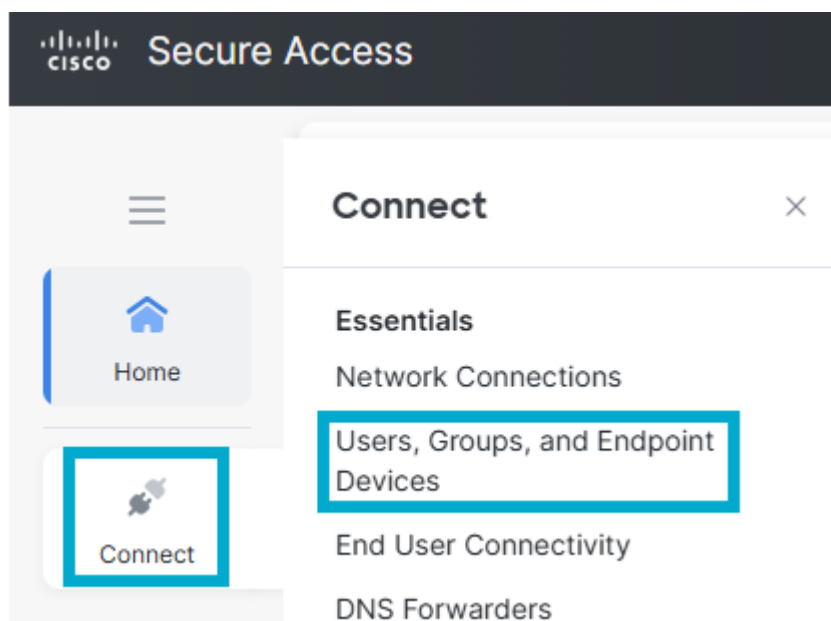 CISCO Secure Access
Connect
Home
Essentials
Network Connections
Users, Groups, and Endpoint
Devices
Connect
End User Connectivity
DNS Forwarders